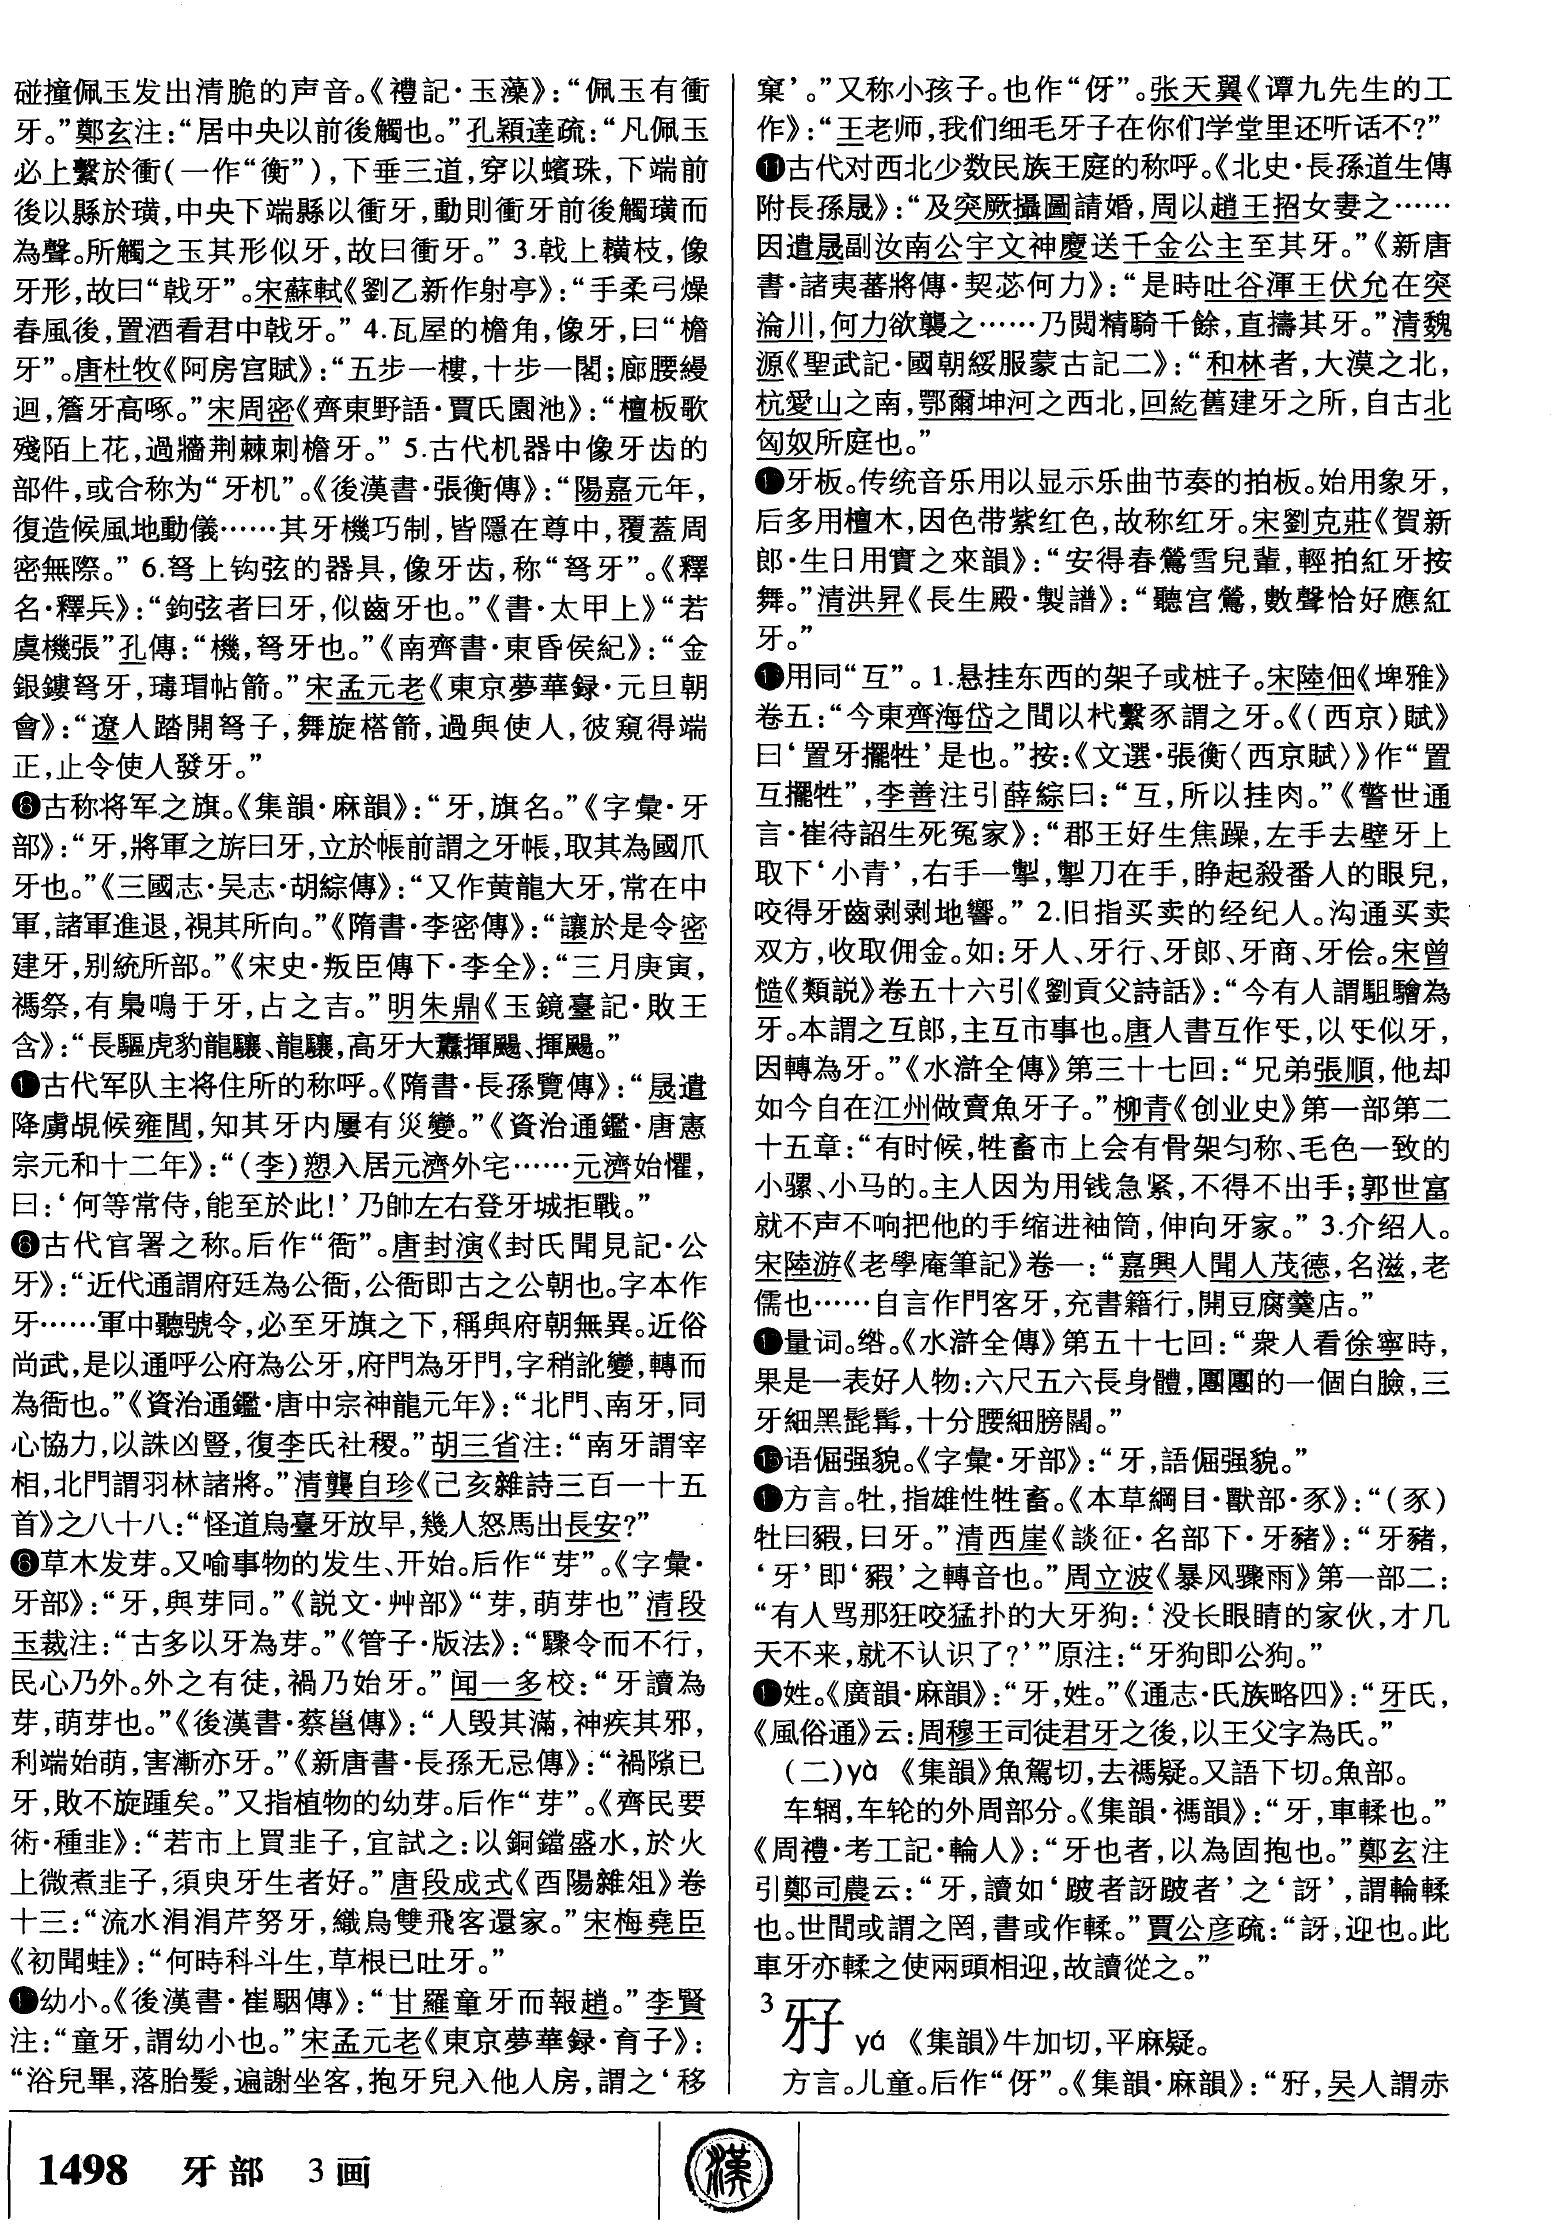 碰撞佩玉发出清脆的声音。《禮記·玉藻》：“佩玉有衝
牙。”鄭玄注：“居中央以前後觸也。”孔穎達疏：“凡佩玉
必上繫於衝（一作“衡”），下垂三道，穿以蠙珠，下端前
後以縣於璜，中央下端縣以衝牙，動則衝牙前後觸璜而
為聲。所觸之玉其形似牙，故曰衝牙。” 3.戟上横枝，像
牙形，故曰“戟牙”。宋蘇軾《劉乙新作射亭》：“手柔弓燥
春風後，置酒看君中戟牙。” 4.瓦屋的檐角，像牙，曰“檐
牙”。唐杜牧《阿房宫賦》：“五步一樓，十步一閣；廊腰縵
迴，簷牙高啄。”宋周密《齊東野語·賈氏園池》：“檀板歌
殘陌上花，過牆荆棘刺檐牙。” 5.古代机器中像牙齿的
部件，或合称为“牙机”。《後漢書·張衡傳》：“陽嘉元年，
復造候風地動儀……其牙機巧制，皆隱在尊中，覆蓋周
密無際。” 6.弩上钩弦的器具，像牙齿，称“弩牙”。《釋
名·釋兵》：“鉤弦者曰牙，似齒牙也。”《書·太甲上》“若
虞機張”孔傳：“機，弩牙也。”《南齊書·東昏侯紀》：“金
銀鏤弩牙，瑇瑁帖箭。”宋孟元老《東京夢華録·元旦朝
會》：“遼人踏開弩子，舞旋搭箭，過與使人，彼窺得端
正，止令使人發牙。”
❻古称将军之旗。《集韻·麻韻》：“牙，旗名。”《字彙·牙
部》：“牙，將軍之旂曰牙，立於帳前謂之牙帳，取其為國爪
牙也。”《三國志·吴志·胡綜傳》：“又作黄龍大牙，常在中
軍，諸軍進退，視其所向。”《隋書·李密傳》：“讓於是令密
建牙，别統所部。”《宋史·叛臣傳下·李全》：“三月庚寅，
禡祭，有梟鳴于牙，占之吉。”明朱鼎《玉鏡臺記·敗王
含》：“長驅虎豹龍驤、龍驤，高牙大纛揮颺、揮颺。”
❶古代军队主将住所的称呼。《隋書·長孫覽傳》：“晟遣
降虜覘候雍閭，知其牙内屢有災變。”《資治通鑑·唐憲
宗元和十二年》：“（李）愬入居元濟外宅……元濟始懼，
曰：‘何等常侍，能至於此！’乃帥左右登牙城拒戰。”
❽古代官署之称。后作“衙”。唐封演《封氏聞見記·公
牙》：“近代通謂府廷為公衙，公衙即古之公朝也。字本作
牙……軍中聽號令，必至牙旗之下，稱與府朝無異。近俗
尚武，是以通呼公府為公牙，府門為牙門，字稍訛變，轉而
為衙也。”《資治通鑑·唐中宗神龍元年》：“北門、南牙，同
心協力，以誅凶豎，復李氏社稷。”胡三省注：“南牙謂宰
相，北門謂羽林諸將。”清龔自珍《己亥雜詩三百一十五
首》之八十八：“怪道烏臺牙放早，幾人怒馬出長安？”
❻草木发芽。又喻事物的发生、开始。后作“芽”。《字彙·
牙部》：“牙，與芽同。”《説文·艸部》“芽，萌芽也”清段
玉裁注：“古多以牙為芽。”《管子·版法》：“驟令而不行，
民心乃外。外之有徒，禍乃始牙。”闻一多校：“牙讀為
芽，萌芽也。”《後漢書·蔡邕傳》：“人毁其滿，神疾其邪，
利端始萌，害漸亦牙。”《新唐書·長孫无忌傳》：“禍隙已
牙，敗不旋踵矣。”又指植物的幼芽。后作“芽”。《齊民要
術·種韭》：“若市上買韭子，宜試之：以銅鐺盛水，於火
上微煮韭子，須臾牙生者好。”唐段成式《酉陽雜俎》卷
十三：“流水涓涓芹努牙，織烏雙飛客還家。”宋梅堯臣
《初聞蛙》：“何時科斗生，草根已吐牙。”
❶幼小。《後漢書·崔駰傳》：“甘羅童牙而報趙。”李賢
注：“童牙，謂幼小也。”宋孟元老《東京夢華録·育子》：
“浴兒畢，落胎髮，遍謝坐客，抱牙兒入他人房，謂之‘移
窠’。”又称小孩子。也作“伢”。张天翼《谭九先生的工
作》：“王老师，我们细毛牙子在你们学堂里还听话不？”
⓫古代对西北少数民族王庭的称呼。《北史·長孫道生傳
附長孫晟》：“及突厥攝圖請婚，周以趙王招女妻之……
因遣晟副汝南公宇文神慶送千金公主至其牙。”《新唐
書·諸夷蕃將傳·契苾何力》：“是時吐谷渾王伏允在突
淪川，何力欲襲之……乃閲精騎千餘，直擣其牙。”清魏
源《聖武記·國朝綏服蒙古記二》：“和林者，大漠之北，
杭愛山之南，鄂爾坤河之西北，回紇舊建牙之所，自古北
匈奴所庭也。”
❶牙板。传统音乐用以显示乐曲节奏的拍板。始用象牙，
后多用檀木，因色带紫红色，故称红牙。宋劉克莊《賀新
郎·生日用實之來韻》：“安得春鶯雪兒輩，輕拍紅牙按
舞。”清洪昇《長生殿·製譜》：“聽宫鶯，數聲恰好應紅
牙。”
❶用同“互”。1.悬挂东西的架子或桩子。宋陸佃《埤雅》
卷五：“今東齊海岱之間以杙繫豕謂之牙。《（西京）賦》
曰‘置牙擺牲’是也。”按：《文選·張衡〈西京賦〉》作“置
互擺牲”，李善注引薛綜曰：“互，所以挂肉。”《警世通
言·崔待詔生死冤家》：“郡王好生焦躁，左手去壁牙上
取下‘小青’，右手一掣，掣刀在手，睁起殺番人的眼兒，
咬得牙齒剥剥地響。” 2.旧指买卖的经纪人。沟通买卖
双方，收取佣金。如：牙人、牙行、牙郎、牙商、牙侩。宋曾
慥《類説》卷五十六引《劉貢父詩話》：“今有人謂駔驓為
牙。本謂之互郎，主互市事也。唐人書互作㸦，以㸦似牙，
因轉為牙。”《水滸全傳》第三十七回：“兄弟張順，他却
如今自在江州做賣魚牙子。”柳青《创业史》第一部第二
十五章：“有时候，牲畜市上会有骨架匀称、毛色一致的
小骡、小马的。主人因为用钱急紧，不得不出手；郭世富
就不声不响把他的手缩进袖筒，伸向牙家。” 3.介绍人。
宋陸游《老學庵筆記》卷一：“嘉興人聞人茂德，名滋，老
儒也……自言作門客牙，充書籍行，開豆腐羹店。”
❶量词。绺。《水滸全傳》第五十七回：“衆人看徐寧時，
果是一表好人物：六尺五六長身體，團團的一個白臉，三
牙細黑髭髯，十分腰細膀闊。”
⓯语倔强貌。《字彙·牙部》：“牙，語倔强貌。”
❶方言。牡，指雄性牲畜。《本草綱目·獸部·豕》：“（豕）
牡曰豭，曰牙。”清西崖《談征·名部下·牙豬》：“牙豬，
‘牙’即‘豭’之轉音也。”周立波《暴风骤雨》第一部二：
“有人骂那狂咬猛扑的大牙狗：‘没长眼睛的家伙，才几
天不来，就不认识了？’”原注：“牙狗即公狗。”
❶姓。《廣韻·麻韻》：“牙，姓。”《通志·氏族略四》：“牙氏，
《風俗通》云：周穆王司徒君牙之後，以王父字為氏。”
（二）yà 《集韻》魚駕切，去禡疑。又語下切。魚部。
车辋，车轮的外周部分。《集韻·禡韻》：“牙，車輮也。”
《周禮·考工記·輪人》：“牙也者，以為固抱也。”鄭玄注
引鄭司農云：“牙，讀如‘跛者訝跛者’之‘訝’，謂輪輮
也。世間或謂之罔，書或作輮。”賈公彦疏：“訝，迎也。此
車牙亦輮之使兩頭相迎，故讀從之。”
3 㸧 yá 《集韻》牛加切，平麻疑。
方言。儿童。后作“伢”。《集韻·麻韻》：“㸧，吴人謂赤
1498 牙部 3画
漢